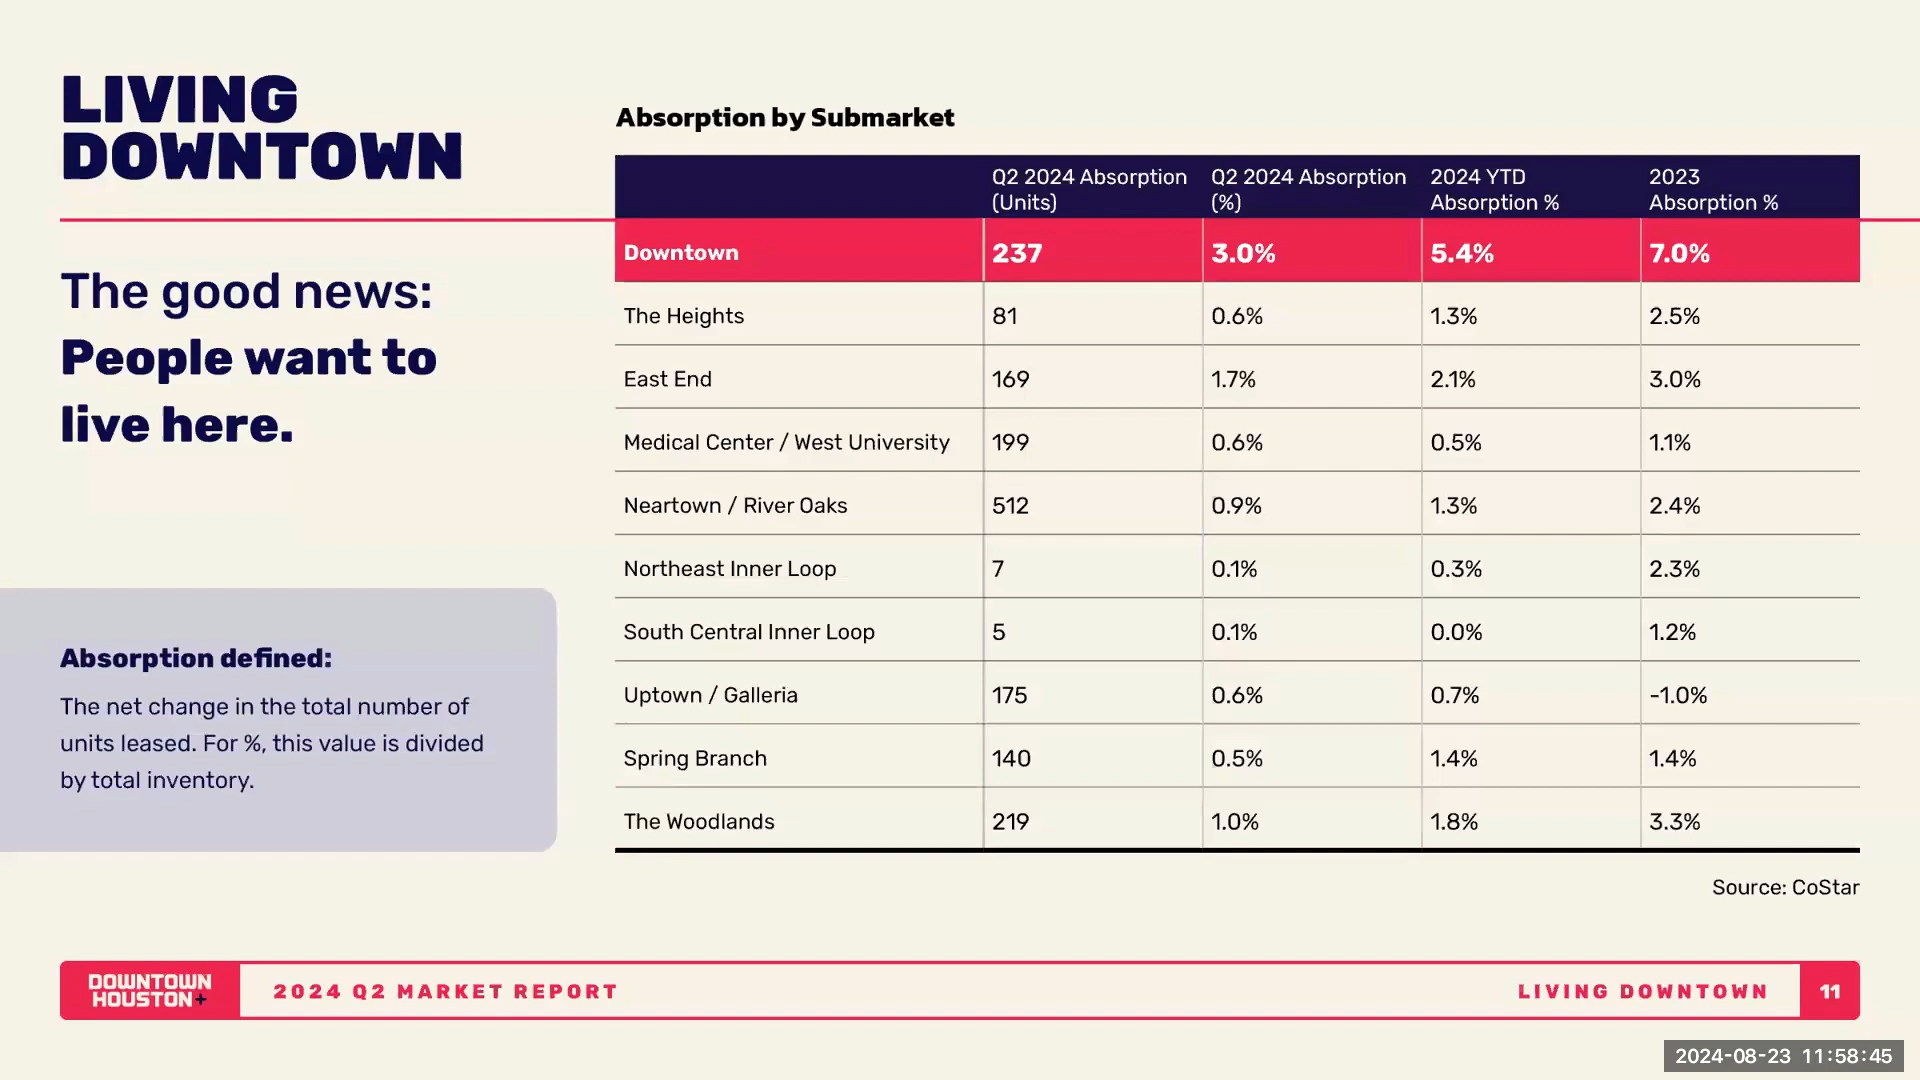 LIVING
DOWNTOWN
The good news:
People want to
live here.
Absorption defined:
The net change in the total number of
units leased. For %, this value is divided
by total inventory.
Absorption by Submarket
Q2 2024 Absorption (Units) Q2 2024 Absorption (%) 2024 YTD Absorption % 2023 Absorption %
Downtown 237 3.0% 5.4% 7.0%
The Heights 81 0.6% 1.3% 2.5%
East End 169 1.7% 2.1% 3.0%
Medical Center / West University 199 0.6% 0.5% 1.1%
Neartown / River Oaks 512 0.9% 1.3% 2.4%
Northeast Inner Loop 7 0.1% 0.3% 2.3%
South Central Inner Loop 5 0.1% 0.0% 1.2%
Uptown / Galleria 175 0.6% 0.7% -1.0%
Spring Branch 140 0.5% 1.4% 1.4%
The Woodlands 219 1.0% 1.8% 3.3%
Source: CoStar
DOWNTOWN
HOUSTON+
2024 Q2 MARKET REPORT
LIVING DOWNTOWN 11
2024-08-23 11:58:45